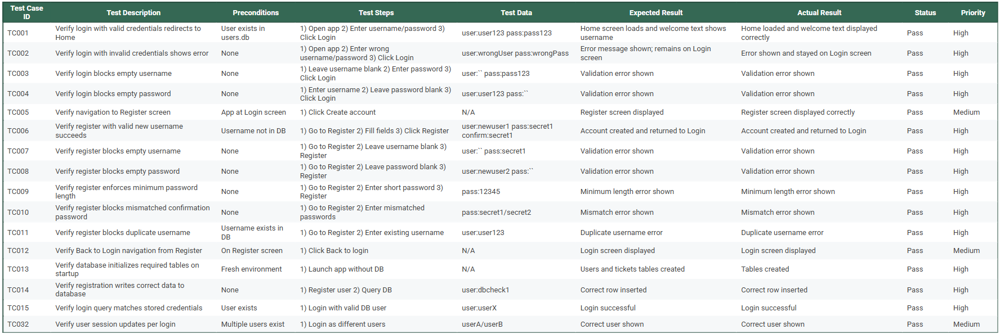 Test Case ID | Test Description | Preconditions | Test Steps | Test Data | Expected Result | Actual Result | Status | Priority
TC001 | Verify login with valid credentials redirects to Home | User exists in users.db | 1) Open app 2) Enter username/password 3) Click Login | user:user123 pass:pass123 | Home screen loads and welcome text shows username | Home loaded and welcome text displayed correctly | Pass | High
TC002 | Verify login with invalid credentials shows error | None | 1) Open app 2) Enter wrong username/password 3) Click Login | user:wrongUser pass:wrongPass | Error message shown; remains on Login screen | Error shown and stayed on Login screen | Pass | High
TC003 | Verify login blocks empty username | None | 1) Leave username blank 2) Enter password 3) Click Login | user:`` pass:pass123 | Validation error shown | Validation error shown | Pass | High
TC004 | Verify login blocks empty password | None | 1) Enter username 2) Leave password blank 3) Click Login | user:user123 pass:`` | Validation error shown | Validation error shown | Pass | High
TC005 | Verify navigation to Register screen | App at Login screen | 1) Click Create account | N/A | Register screen displayed | Register screen displayed correctly | Pass | Medium
TC006 | Verify register with valid new username succeeds | Username not in DB | 1) Go to Register 2) Fill fields 3) Click Register | user:newuser1 pass:secret1 confirm:secret1 | Account created and returned to Login | Account created and returned to Login | Pass | High
TC007 | Verify register blocks empty username | None | 1) Go to Register 2) Leave username blank 3) Register | user:`` pass:secret1 | Validation error shown | Validation error shown | Pass | High
TC008 | Verify register blocks empty password | None | 1) Go to Register 2) Leave password blank 3) Register | user:newuser2 pass:`` | Validation error shown | Validation error shown | Pass | High
TC009 | Verify register enforces minimum password length | None | 1) Go to Register 2) Enter short password 3) Register | pass:12345 | Minimum length error shown | Minimum length error shown | Pass | High
TC010 | Verify register blocks mismatched confirmation password | None | 1) Go to Register 2) Enter mismatched passwords | pass:secret1/secret2 | Mismatch error shown | Mismatch error shown | Pass | High
TC011 | Verify register blocks duplicate username | Username exists in DB | 1) Go to Register 2) Enter existing username | user:user123 | Duplicate username error | Duplicate username error | Pass | High
TC012 | Verify Back to Login navigation from Register | On Register screen | 1) Click Back to login | N/A | Login screen displayed | Login screen displayed | Pass | Medium
TC013 | Verify database initializes required tables on startup | Fresh environment | 1) Launch app without DB | N/A | Users and tickets tables created | Tables created | Pass | High
TC014 | Verify registration writes correct data to database | None | 1) Register user 2) Query DB | user:dbcheck1 | Correct row inserted | Correct row inserted | Pass | High
TC015 | Verify login query matches stored credentials | User exists | 1) Login with valid DB user | user:userX | Login successful | Login successful | Pass | High
TC032 | Verify user session updates per login | Multiple users exist | 1) Login as different users | userA/userB | Correct user shown | Correct user shown | Pass | Medium